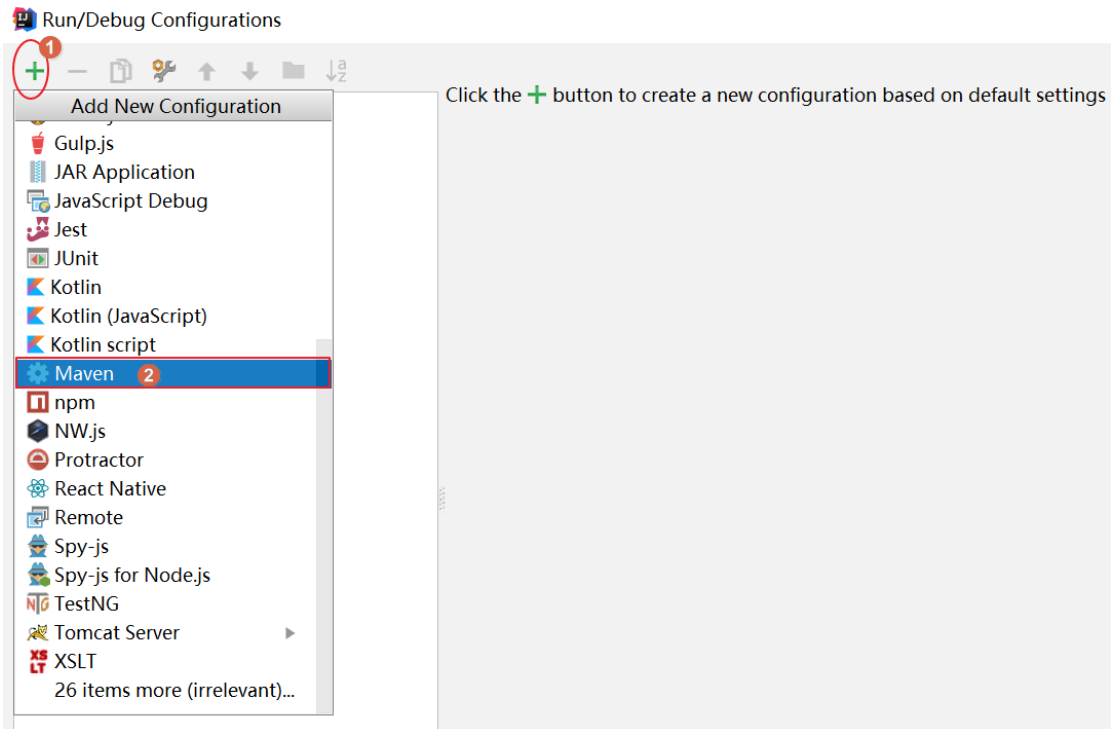 Run/Debug Configurations
1
Click the + button to create a new configuration based on default settings
Add New Configuration
Gulp.js
JAR Application
JavaScript Debug
Jest
JUnit
Kotlin
Kotlin (JavaScript)
Kotlin script
Maven 2
npm
NW.js
Protractor
React Native
Remote
Spy-js
Spy-js for Node.js
TestNG
Tomcat Server
XSLT
26 items more (irrelevant)...